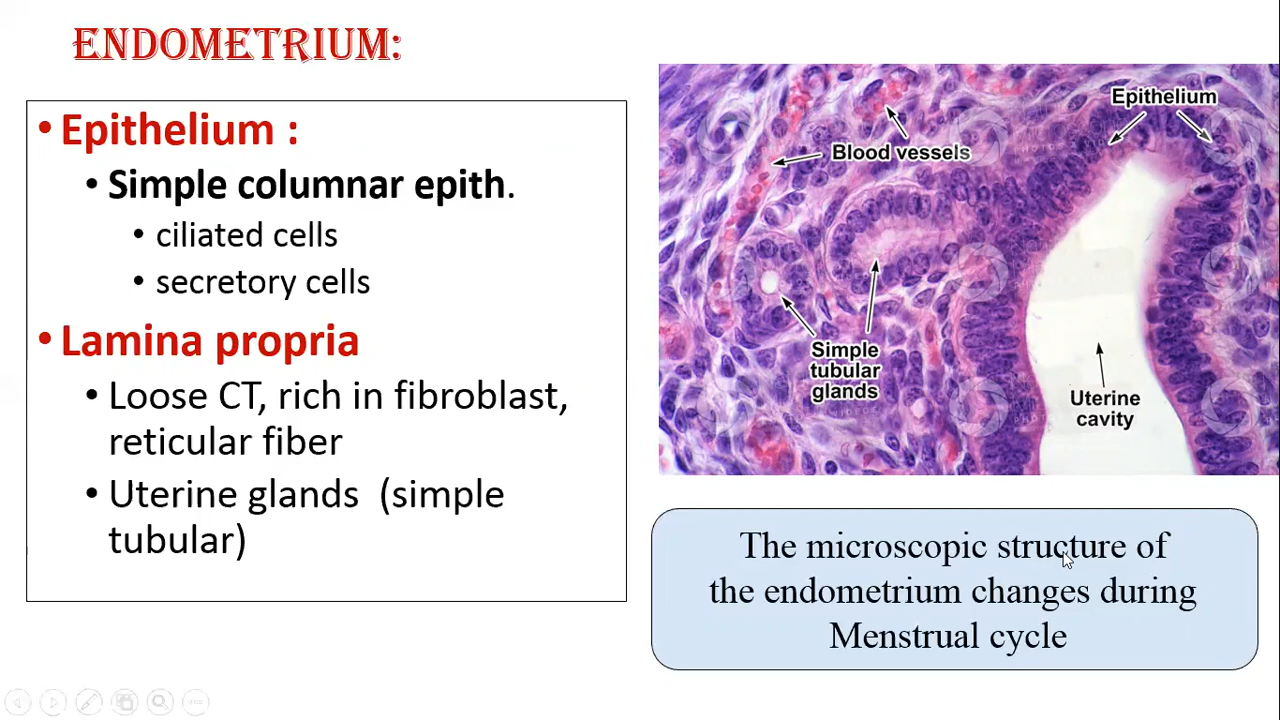 ENDOMETRIUM:
• Epithelium :
• Simple columnar epith.
• ciliated cells
• secretory cells
• Lamina propria
• Loose CT, rich in fibroblast,
reticular fiber
• Uterine glands (simple
tubular)
Epithelium
Blood vessels
Simple
tubular
glands
Uterine
cavity
The microscopic structure of
the endometrium changes during
Menstrual cycle